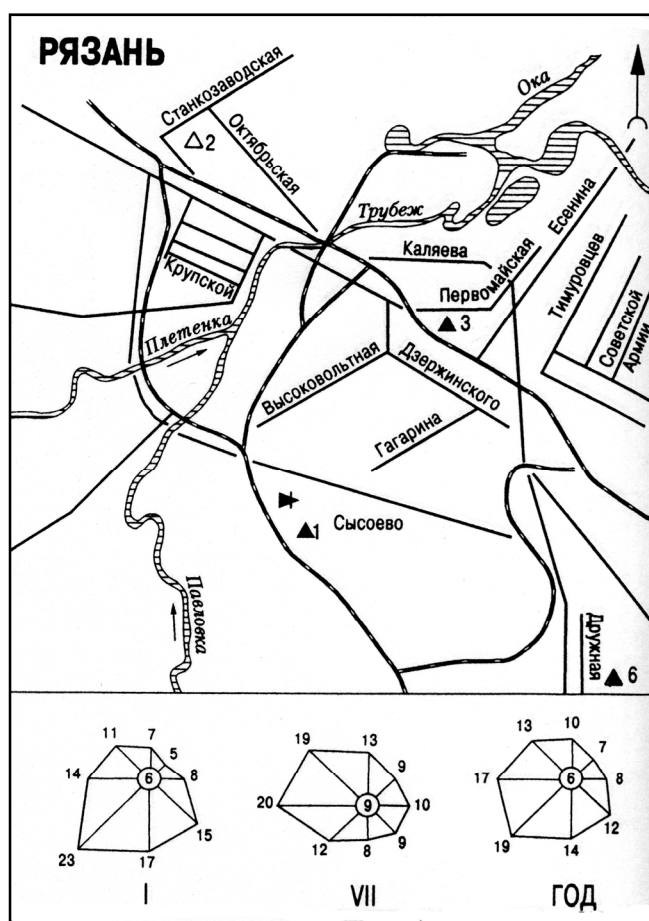 РЯЗАНЬ
Станкозаводская
2
Октябрьская
Ока
Трубеж
Есенина
Каляева
Первомайская
3
Тимуровцев
Советской
Армии
Крупской
Плетенка
Высоковольтная
Дзержинского
Гагарина
1
Сысоево
Павловка
Дружная
6
11
7
5
14
6
8
15
23
17
I
19
13
9
20
9
10
12
8
9
VII
13
10
7
17
6
8
12
19
14
ГОД